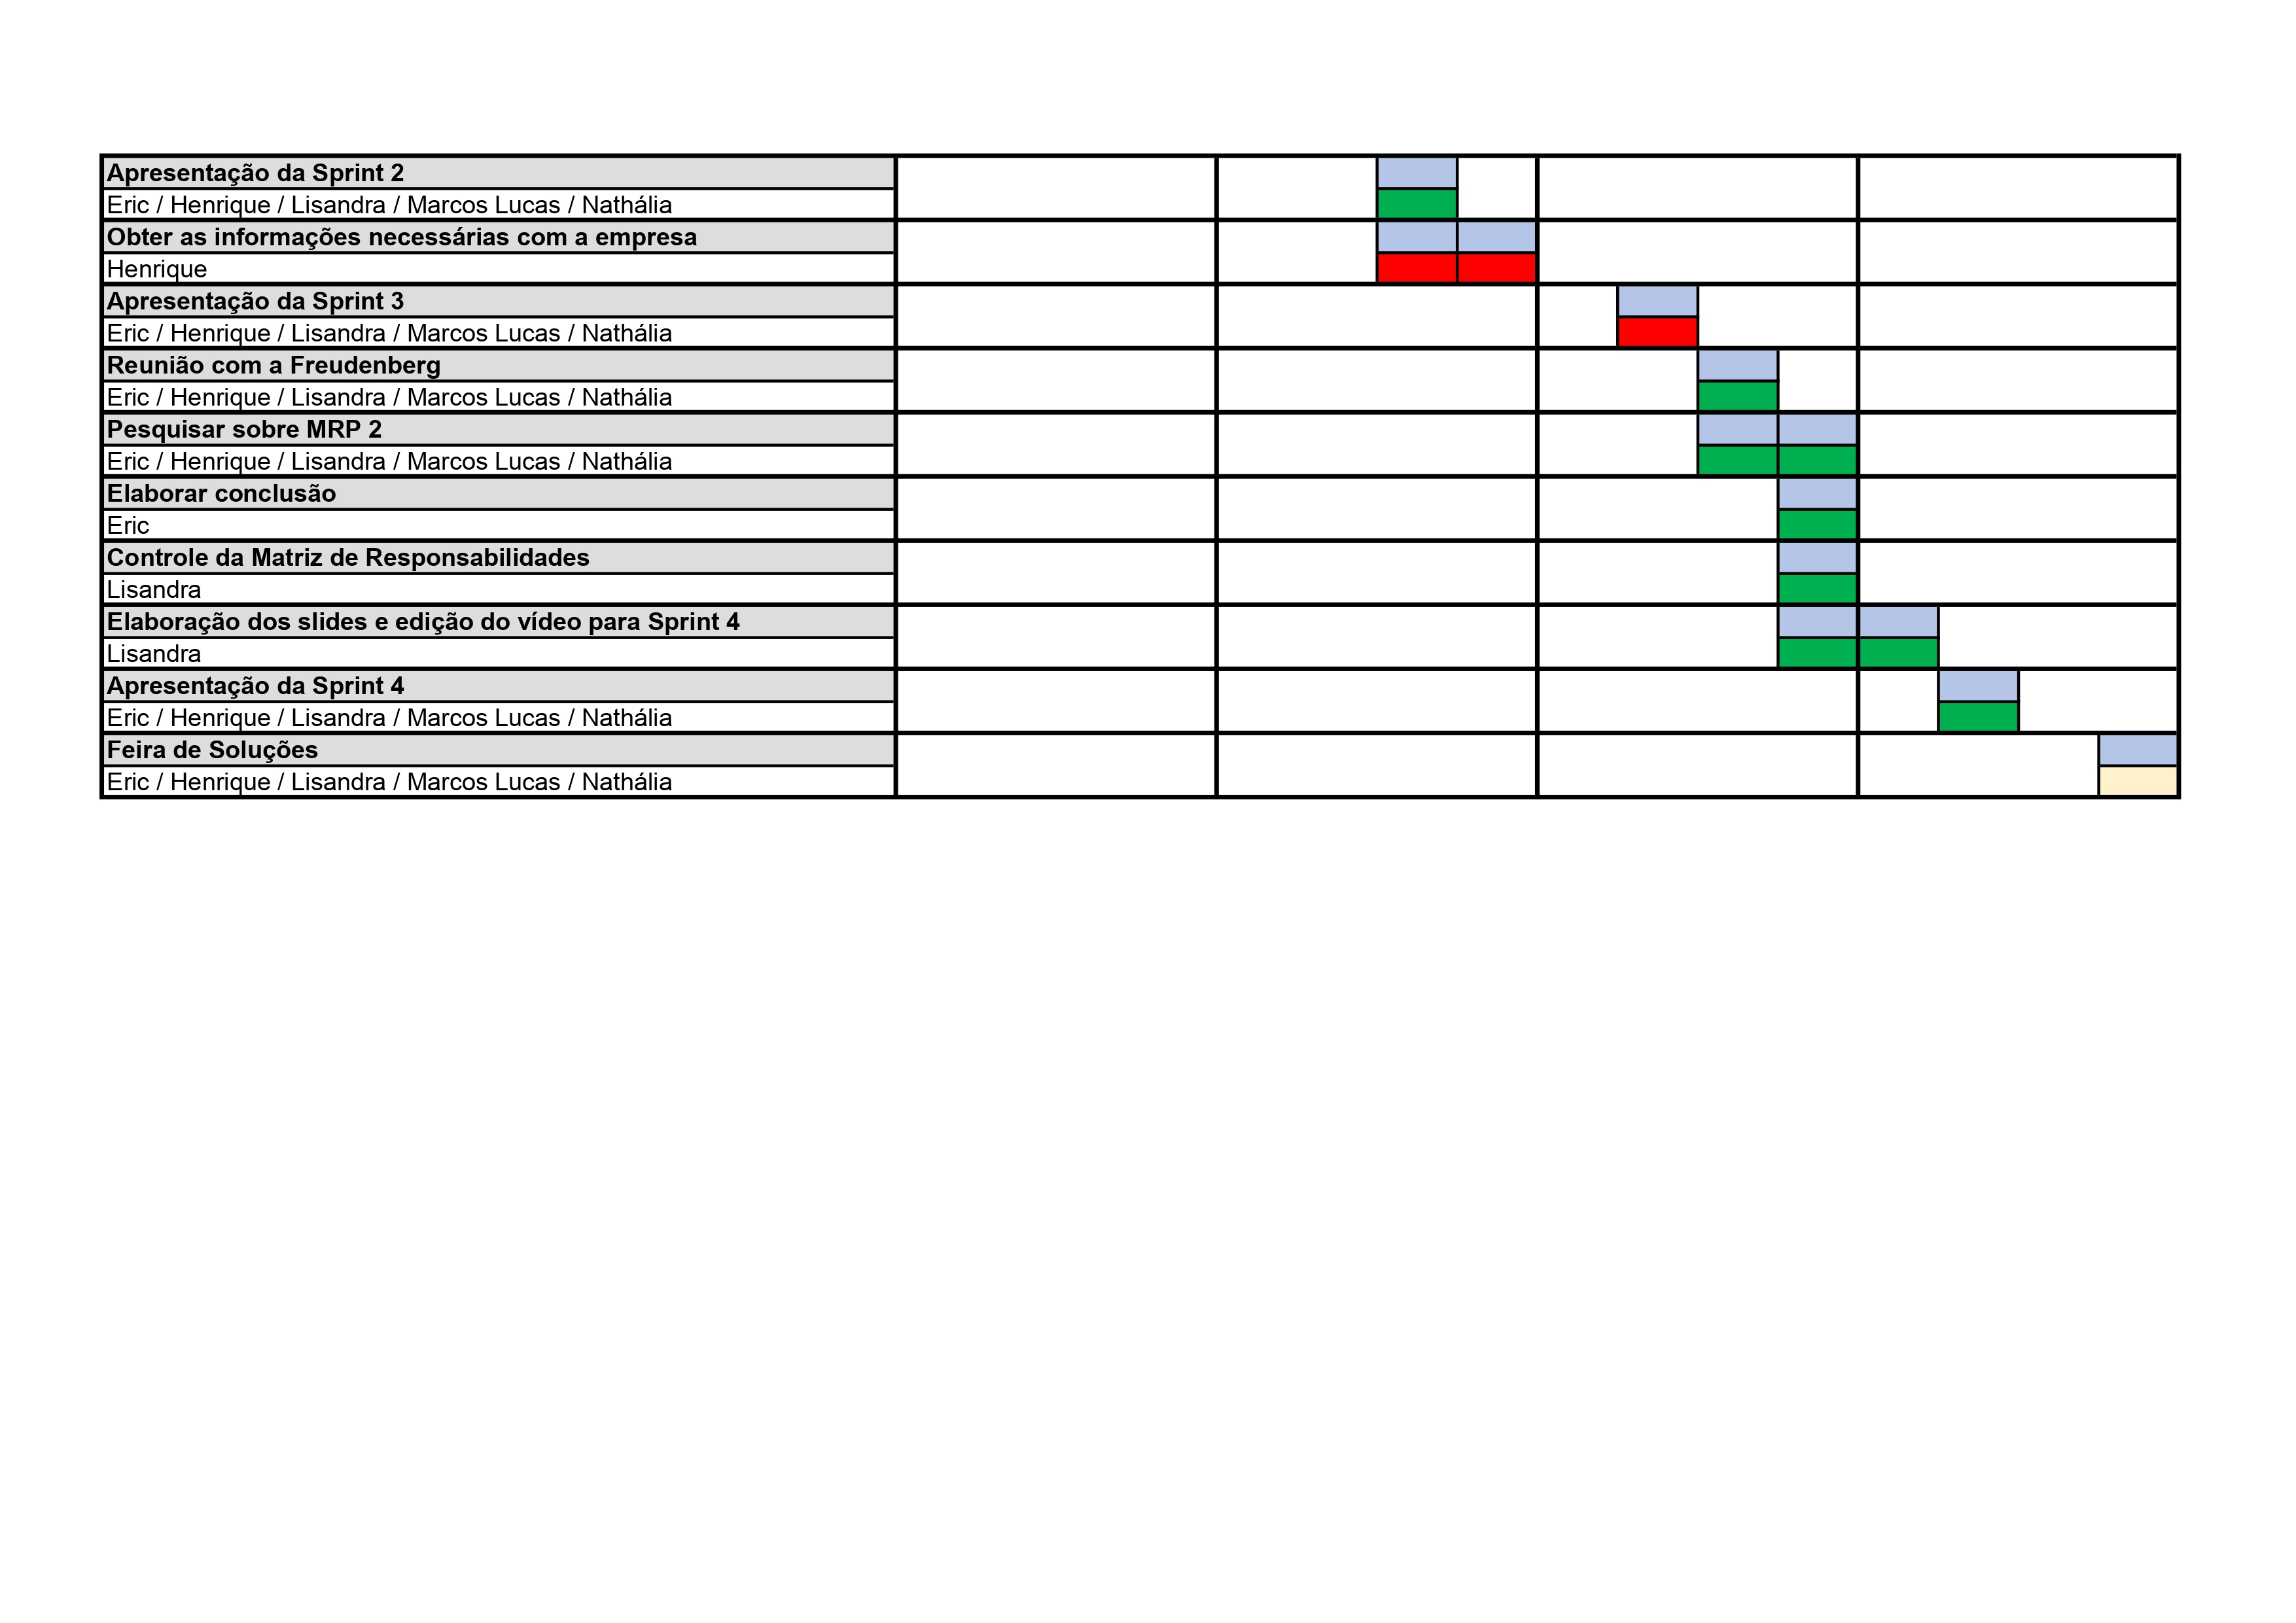 Apresentação da Sprint 2
Eric / Henrique / Lisandra / Marcos Lucas / Nathália
Obter as informações necessárias com a empresa
Henrique
Apresentação da Sprint 3
Eric / Henrique / Lisandra / Marcos Lucas / Nathália
Reunião com a Freudenberg
Eric / Henrique / Lisandra / Marcos Lucas / Nathália
Pesquisar sobre MRP 2
Eric / Henrique / Lisandra / Marcos Lucas / Nathália
Elaborar conclusão
Eric
Controle da Matriz de Responsabilidades
Lisandra
Elaboração dos slides e edição do vídeo para Sprint 4
Lisandra
Apresentação da Sprint 4
Eric / Henrique / Lisandra / Marcos Lucas / Nathália
Feira de Soluções
Eric / Henrique / Lisandra / Marcos Lucas / Nathália